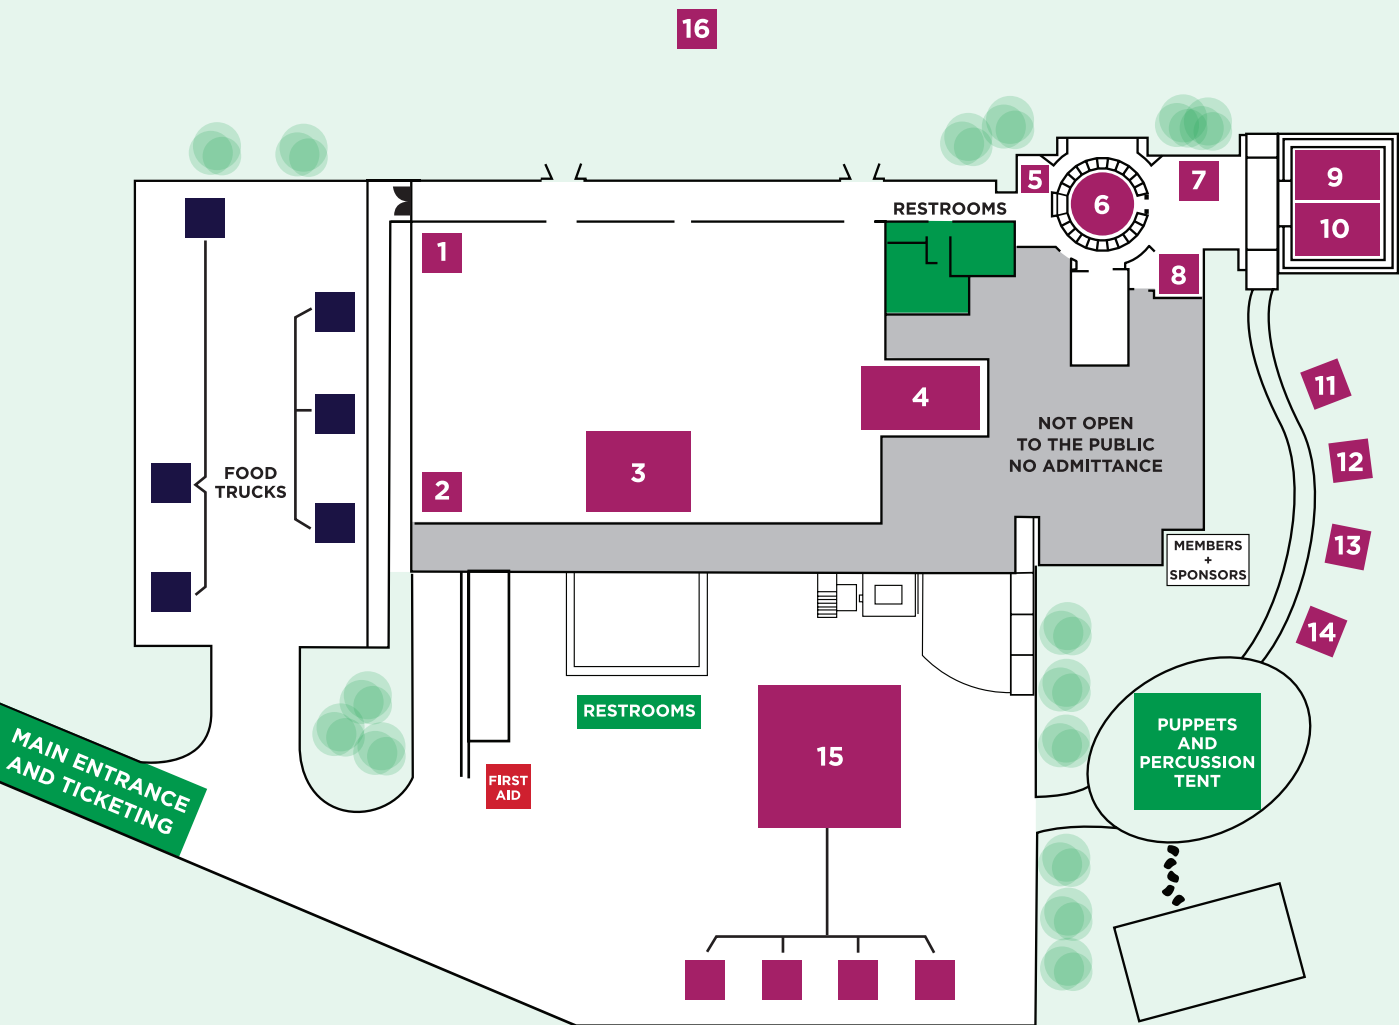 16
5
6
7
9
10
RESTROOMS
1
8
4
11
NOT OPEN
TO THE PUBLIC
NO ADMITTANCE
12
FOOD
TRUCKS
2
3
13
MEMBERS
+
SPONSORS
14
RESTROOMS
MAIN ENTRANCE
AND TICKETING
FIRST
AID
15
PUPPETS
AND
PERCUSSION
TENT